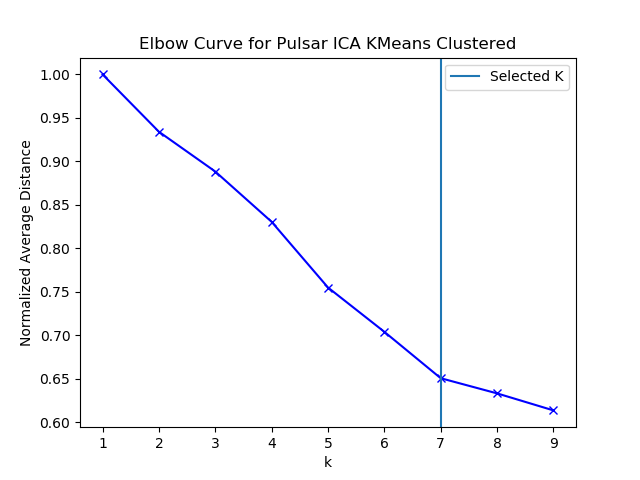 Elbow Curve for Pulsar ICA KMeans Clustered
Selected K
Normalized Average Distance
1.00
0.95
0.90
0.85
0.80
0.75
0.70
0.65
0.60
1 2 3 4 5 6 7 8 9
k